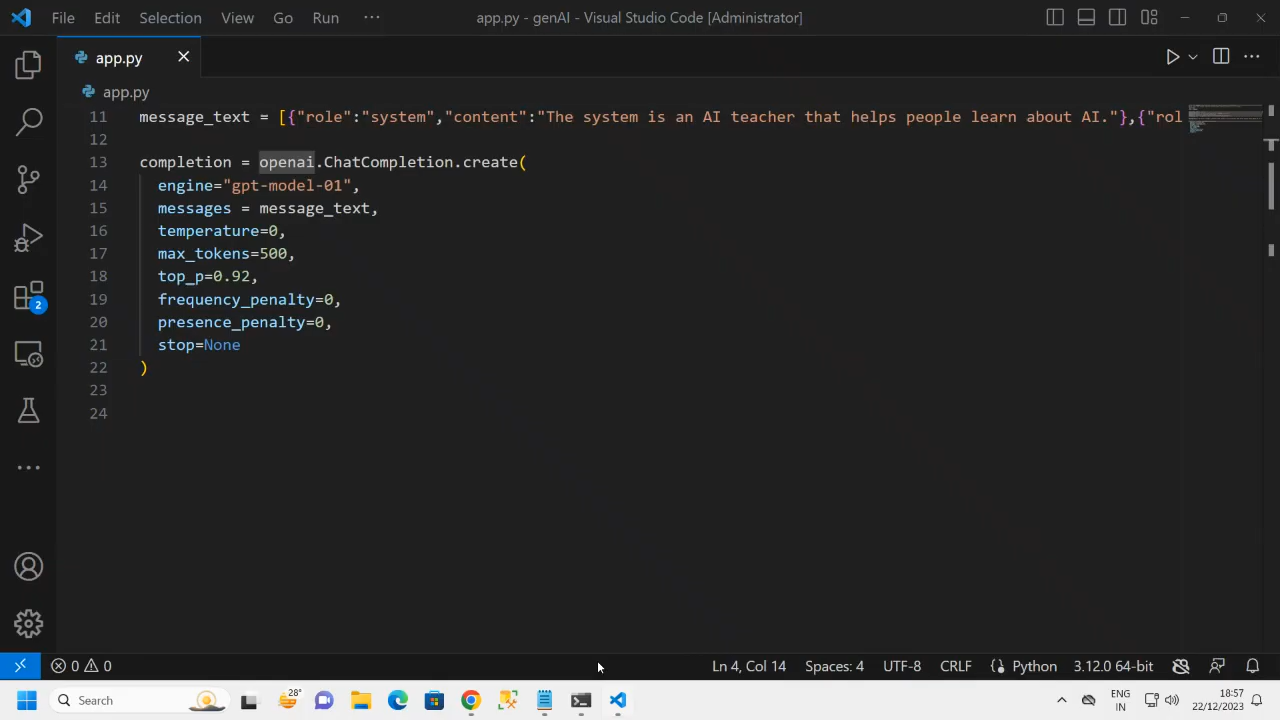 File Edit Selection View Go Run ···
app.py - genAI - Visual Studio Code [Administrator]
app.py
app.py
11 message_text = [{"role":"system","content":"The system is an AI teacher that helps people learn about AI."},{"rol
12
13 completion = openai.ChatCompletion.create(
14 engine="gpt-model-01",
15 messages = message_text,
16 temperature=0,
17 max_tokens=500,
18 top_p=0.92,
19 frequency_penalty=0,
20 presence_penalty=0,
21 stop=None
22 )
23
24
2
0 0
Ln 4, Col 14 Spaces: 4 UTF-8 CRLF Python 3.12.0 64-bit
Search
28°
ENG
IN
18:57
22/12/2023